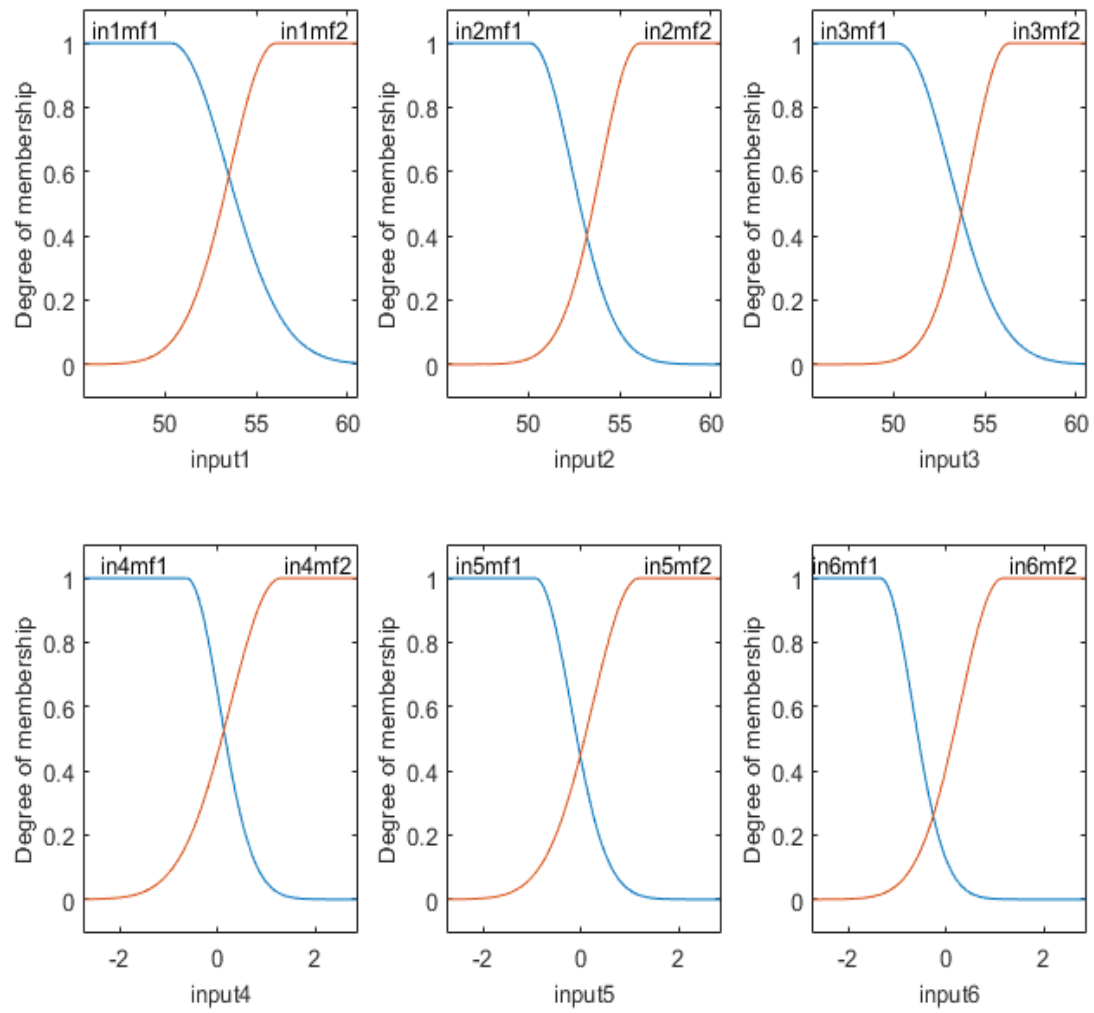 in1mf1 in1mf2
1
0.8
0.6
0.4
0.2
0
Degree of membership
50 55 60
input1
in2mf1 in2mf2
1
0.8
0.6
0.4
0.2
0
Degree of membership
50 55 60
input2
in3mf1 in3mf2
1
0.8
0.6
0.4
0.2
0
Degree of membership
50 55 60
input3
in4mf1 in4mf2
1
0.8
0.6
0.4
0.2
0
Degree of membership
-2 0 2
input4
in5mf1 in5mf2
1
0.8
0.6
0.4
0.2
0
Degree of membership
-2 0 2
input5
in6mf1 in6mf2
1
0.8
0.6
0.4
0.2
0
Degree of membership
-2 0 2
input6